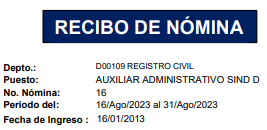 RECIBO DE NÓMINA
Depto.: D00109 REGISTRO CIVIL
Puesto: AUXILIAR ADMINISTRATIVO SIND D
No. Nómina: 16
Periodo del: 16/Ago/2023 al 31/Ago/2023
Fecha de Ingreso : 16/01/2013